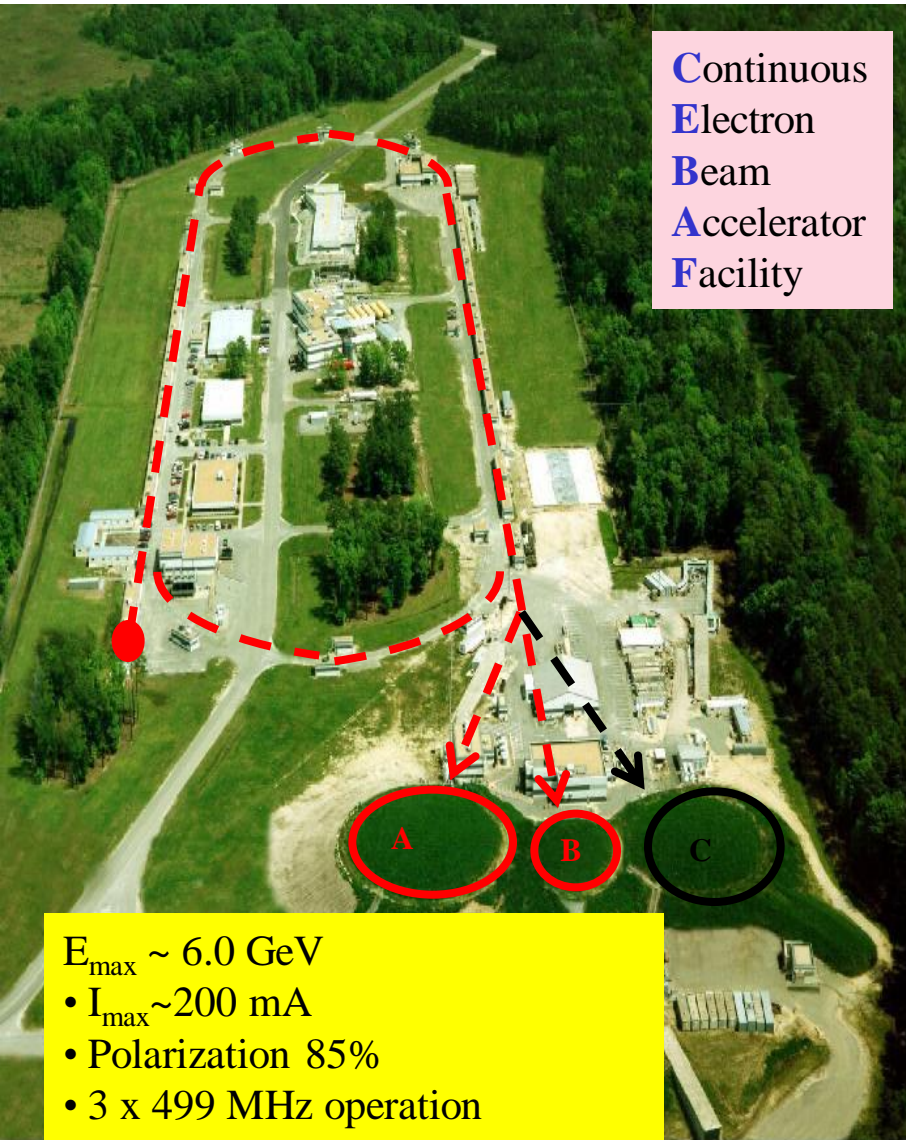 Continuous
Electron
Beam
Accelerator
Facility
A
B
C
Emax ~ 6.0 GeV
• Imax~200 mA
• Polarization 85%
• 3 x 499 MHz operation